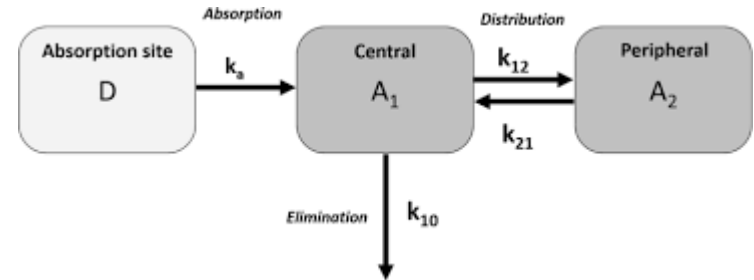 Absorption
Distribution
Absorption site
D
kₐ
Central
A₁
k₁₂
k₂₁
Peripheral
A₂
Elimination
k₁₀